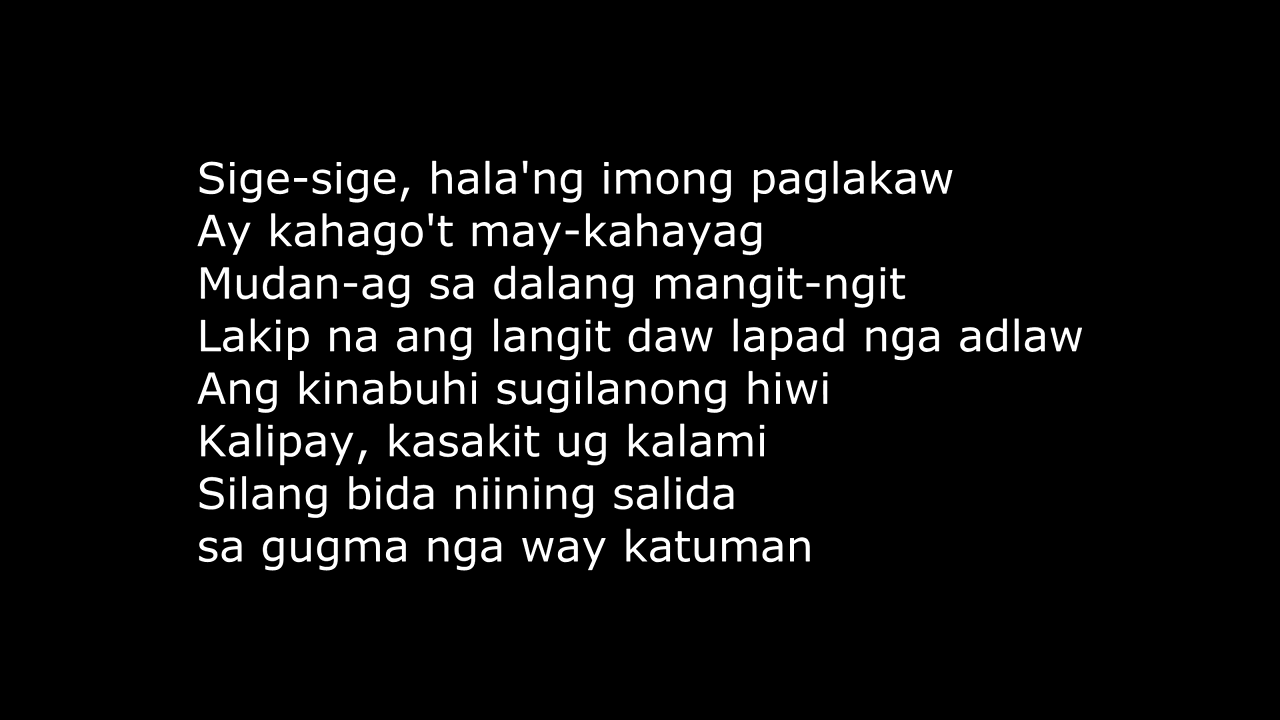 Sige-sige, hala'ng imong paglakaw
Ay kahago't may-kahayag
Mudan-ag sa dalang mangit-ngit
Lakip na ang langit daw lapad nga adlaw
Ang kinabuhi sugilanong hiwi
Kalipay, kasakit ug kalami
Silang bida niining salida
sa gugma nga way katuman